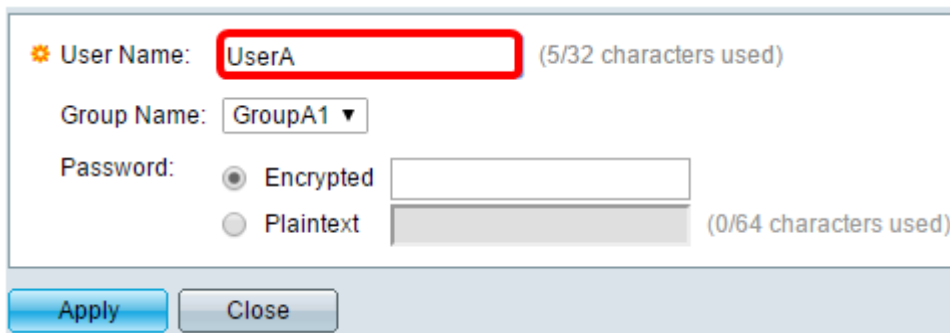 User Name: UserA (5/32 characters used)
Group Name: GroupA1
Password: Encrypted
Plaintext (0/64 characters used)
Apply Close